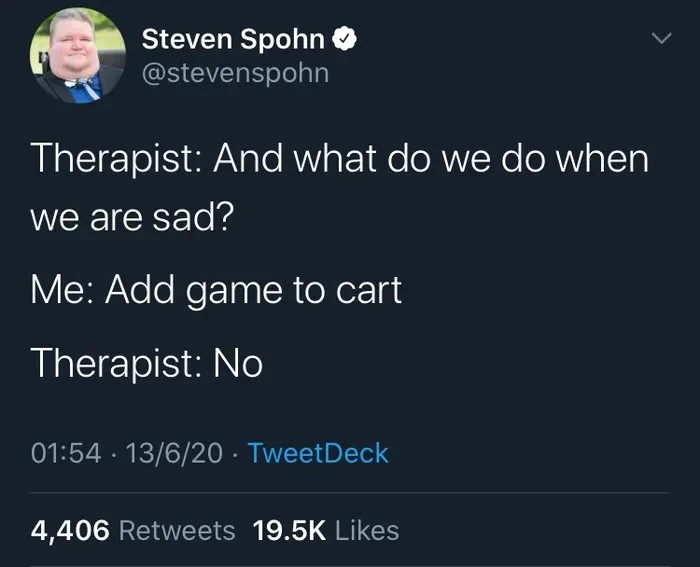 Steven Spohn
@stevenspohn
Therapist: And what do we do when
we are sad?
Me: Add game to cart
Therapist: No
01:54 · 13/6/20 · TweetDeck
4,406 Retweets 19.5K Likes